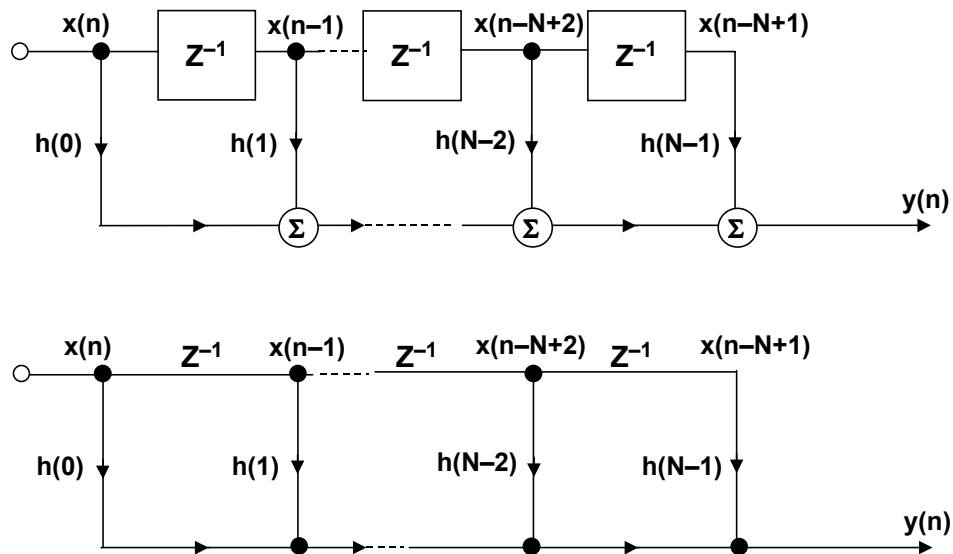 x(n) x(n–1) x(n–N+2) x(n–N+1)
Z⁻¹ Z⁻¹ Z⁻¹
h(0) h(1) h(N–2) h(N–1)
y(n)
Σ Σ Σ
x(n) Z⁻¹ x(n–1) Z⁻¹ x(n–N+2) Z⁻¹ x(n–N+1)
h(0) h(1) h(N–2) h(N–1)
y(n)